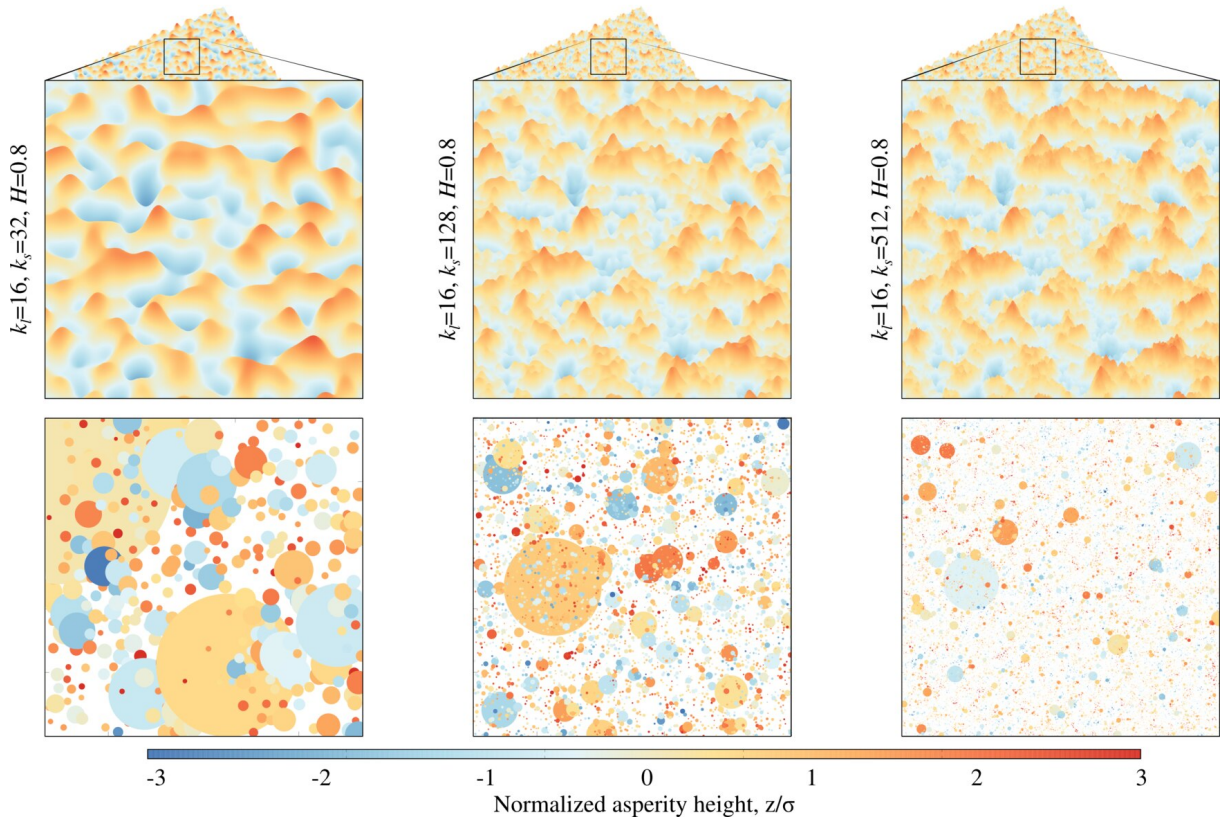 k_l=16, k_s=32, H=0.8
k_l=16, k_s=128, H=0.8
k_l=16, k_s=512, H=0.8
-3 -2 -1 0 1 2 3
Normalized asperity height, z/σ